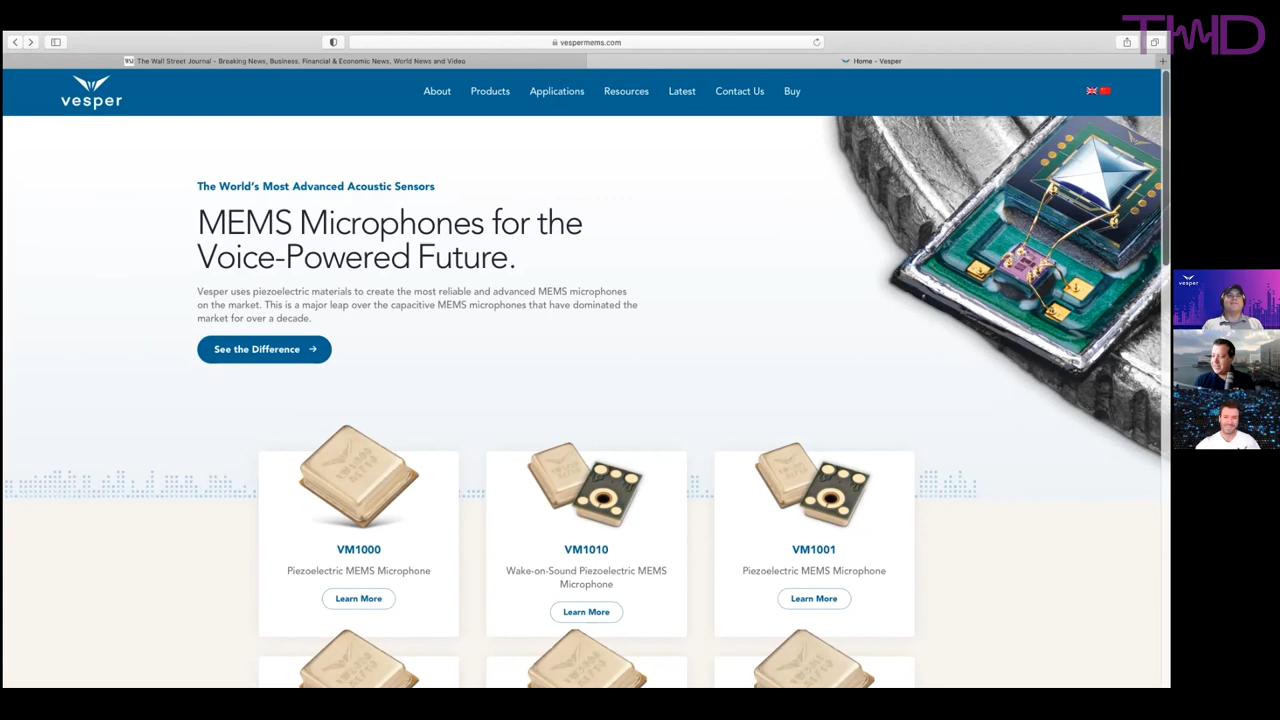 TWD
vespermems.com
The Wall Street Journal - Breaking News, Business, Financial & Economic News, World News and Video
Home - Vesper
vesper
About
Products
Applications
Resources
Latest
Contact Us
Buy
The World's Most Advanced Acoustic Sensors
MEMS Microphones for the
Voice-Powered Future.
Vesper uses piezoelectric materials to create the most reliable and advanced MEMS microphones
on the market. This is a major leap over the capacitive MEMS microphones that have dominated the
market for over a decade.
See the Difference
vesper
VM1000
Piezoelectric MEMS Microphone
Learn More
VM1010
Wake-on-Sound Piezoelectric MEMS
Microphone
Learn More
VM1001
Piezoelectric MEMS Microphone
Learn More